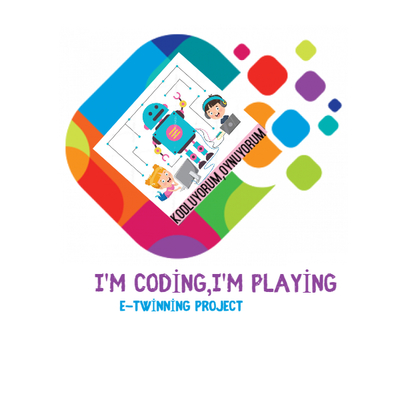 KODLUYORUM,OYNUYORUM
I'M CODİNG,I'M PLAYİNG
E-TWİNNİNG PROJECT